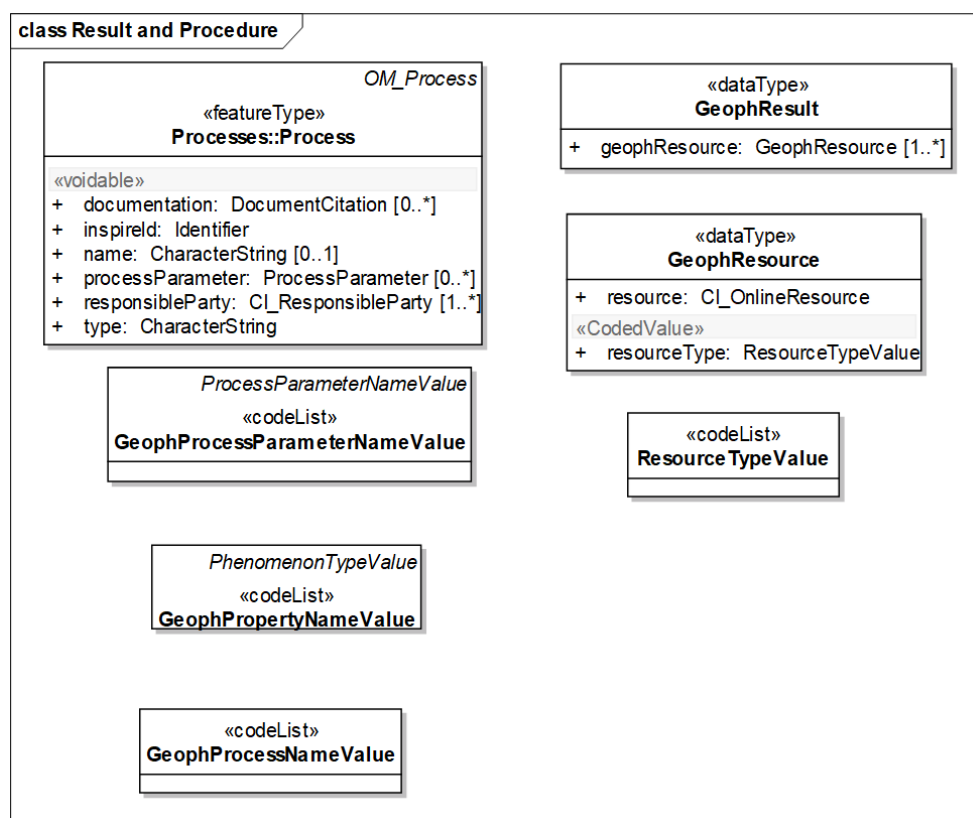 class Result and Procedure
OM_Process
«featureType»
Processes::Process
«voidable»
+ documentation: DocumentCitation [0..*]
+ inspireId: Identifier
+ name: CharacterString [0..1]
+ processParameter: ProcessParameter [0..*]
+ responsibleParty: CI_ResponsibleParty [1..*]
+ type: CharacterString
«dataType»
GeophResult
+ geophResource: GeophResource [1..*]
«dataType»
GeophResource
+ resource: CI_OnlineResource
«CodedValue»
+ resourceType: ResourceTypeValue
ProcessParameterNameValue
«codeList»
GeophProcessParameterNameValue
«codeList»
ResourceTypeValue
PhenomenonTypeValue
«codeList»
GeophPropertyNameValue
«codeList»
GeophProcessNameValue